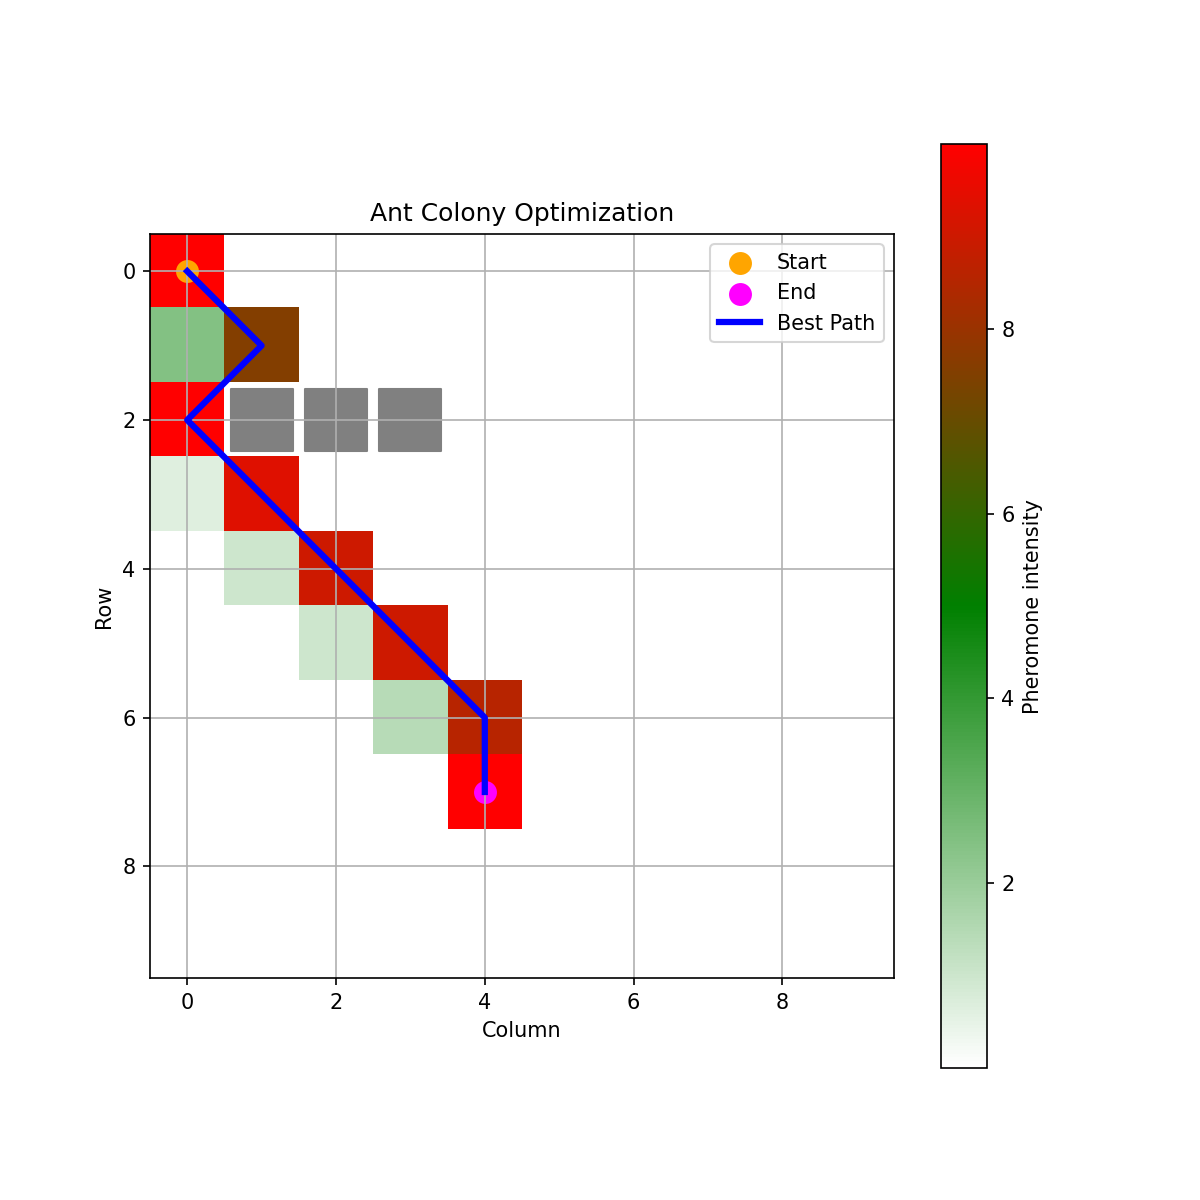 Ant Colony Optimization
Start
End
Best Path
0
2
4
6
8
Row
0
2
4
6
8
Column
8
6
4
2
Pheromone intensity